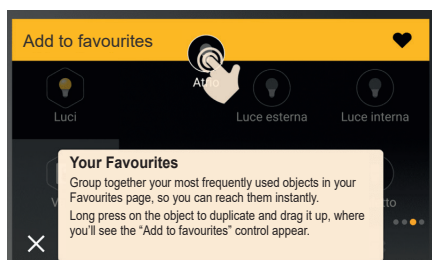 Add to favourites
Luci
Luce esterna
Luce interna
Your Favourites
Group together your most frequently used objects in your
Favourites page, so you can reach them instantly.
Long press on the object to duplicate and drag it up, where
you'll see the “Add to favourites” control appear.